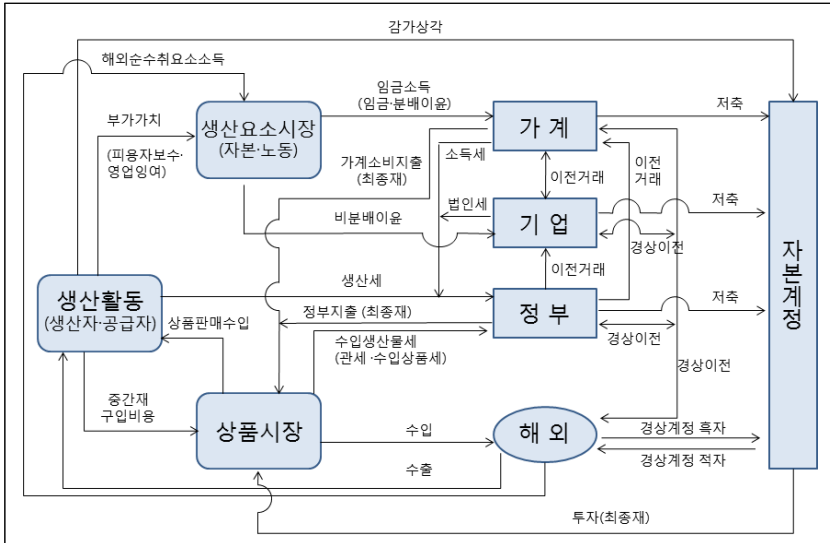 감가상각
해외순수취요소소득
임금소득
(임금·분배이윤)
저축
부가가치
(피용자보수·
영업잉여)
생산요소시장
(자본·노동)
가 계
가계소비지출
(최종재)
소득세
이전거래
이전
거래
법인세
기 업
저축
비분배이윤
경상이전
이전거래
자본계정
생산활동
(생산자·공급자)
생산세
정 부
저축
상품판매수입
정부지출 (최종재)
수입생산물세
(관세 ·수입상품세)
경상이전
경상이전
중간재
구입비용
상품시장
수입
해 외
경상계정 흑자
경상계정 적자
수출
투자(최종재)